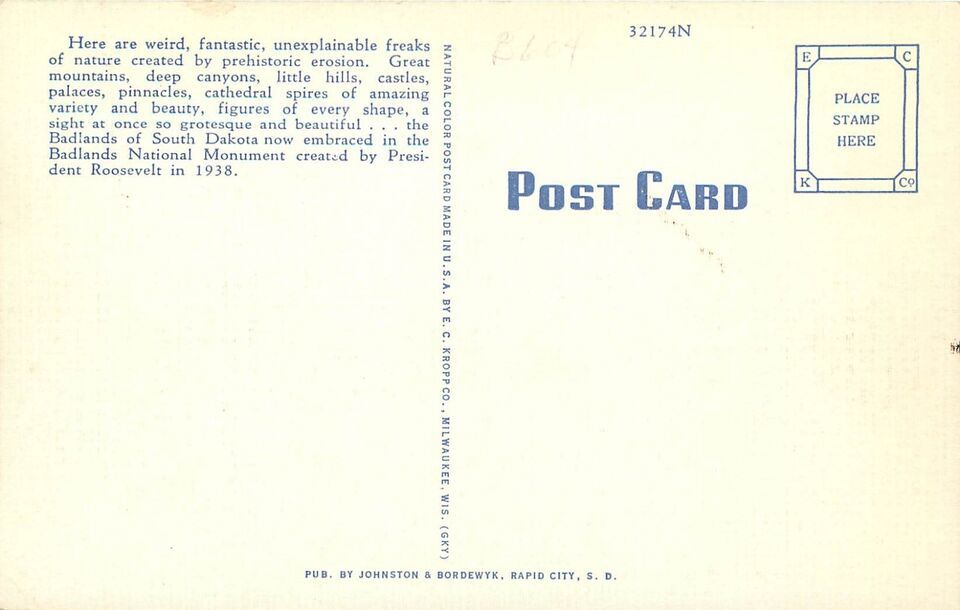 Here are weird, fantastic, unexplainable freaks
of nature created by prehistoric erosion. Great
mountains, deep canyons, little hills, castles,
palaces, pinnacles, cathedral spires of amazing
variety and beauty, figures of every shape, a
sight at once so grotesque and beautiful . . . the
Badlands of South Dakota now embraced in the
Badlands National Monument created by Presi-
dent Roosevelt in 1938.
NATURAL COLOR POST CARD MADE IN U.S.A. BY E. C. KROPP CO., MILWAUKEE, WIS. (GKY)
32174N
POST CARD
E C
PLACE
STAMP
HERE
K Co
PUB. BY JOHNSTON & BORDEWYK, RAPID CITY, S. D.